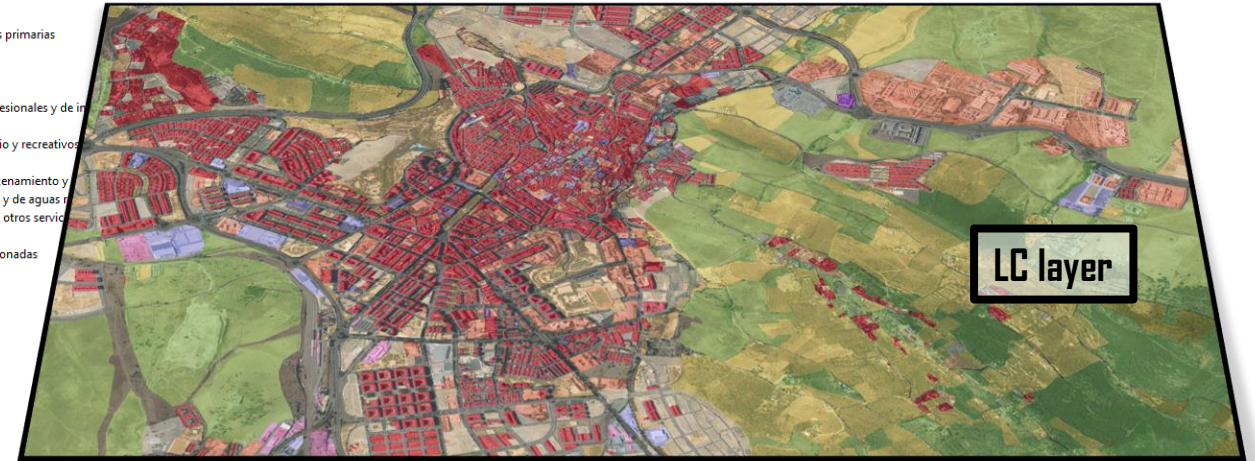 s primarias
esionales y de in
io y recreativos
enamiento y
y de aguas r
otros servic
onadas
LC layer